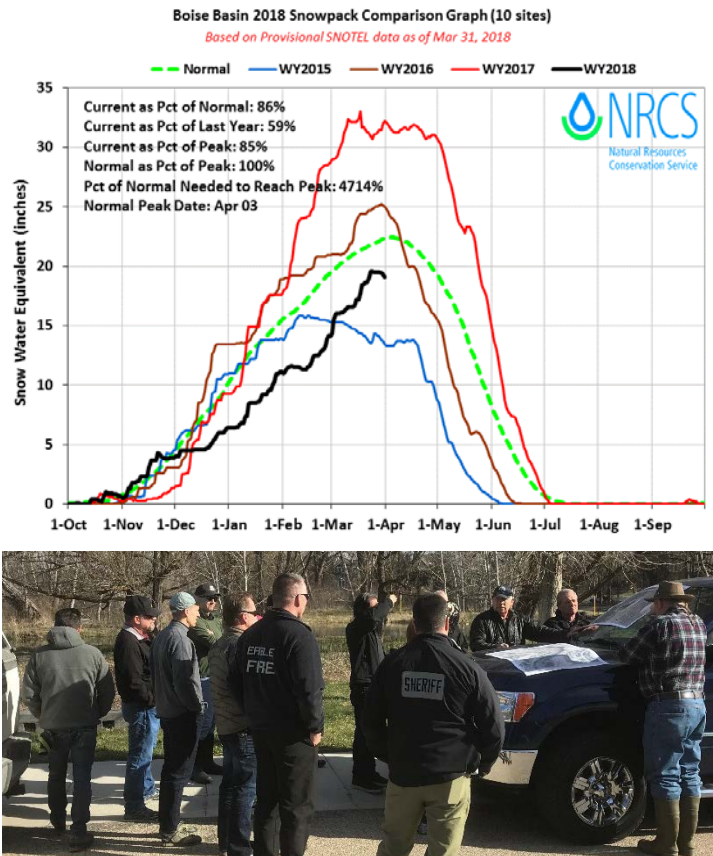 Boise Basin 2018 Snowpack Comparison Graph (10 sites)
Based on Provisional SNOTEL data as of Mar 31, 2018
Normal WY2015 WY2016 WY2017 WY2018
Snow Water Equivalent (inches)
35
30
25
20
15
10
5
0
Current as Pct of Normal: 86%
Current as Pct of Last Year: 59%
Current as Pct of Peak: 85%
Normal as Pct of Peak: 100%
Pct of Normal Needed to Reach Peak: 4714%
Normal Peak Date: Apr 03
NRCS
Natural Resources
Conservation Service
1-Oct 1-Nov 1-Dec 1-Jan 1-Feb 1-Mar 1-Apr 1-May 1-Jun 1-Jul 1-Aug 1-Sep
EAGLE
FIRE
SHERIFF